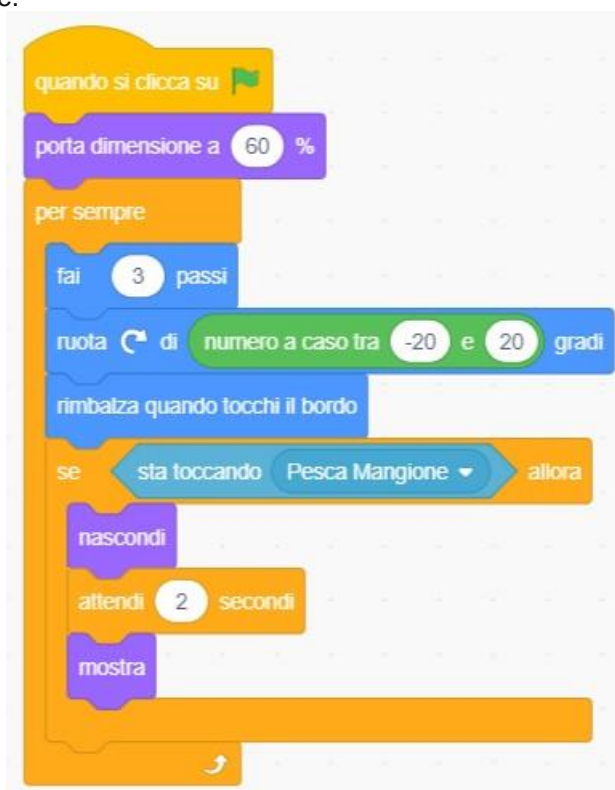 c.
quando si clicca su
porta dimensione a 60 %
per sempre
fai 3 passi
ruota di numero a caso tra -20 e 20 gradi
rimbalza quando tocchi il bordo
se sta toccando Pesca Mangione allora
nascondi
attendi 2 secondi
mostra